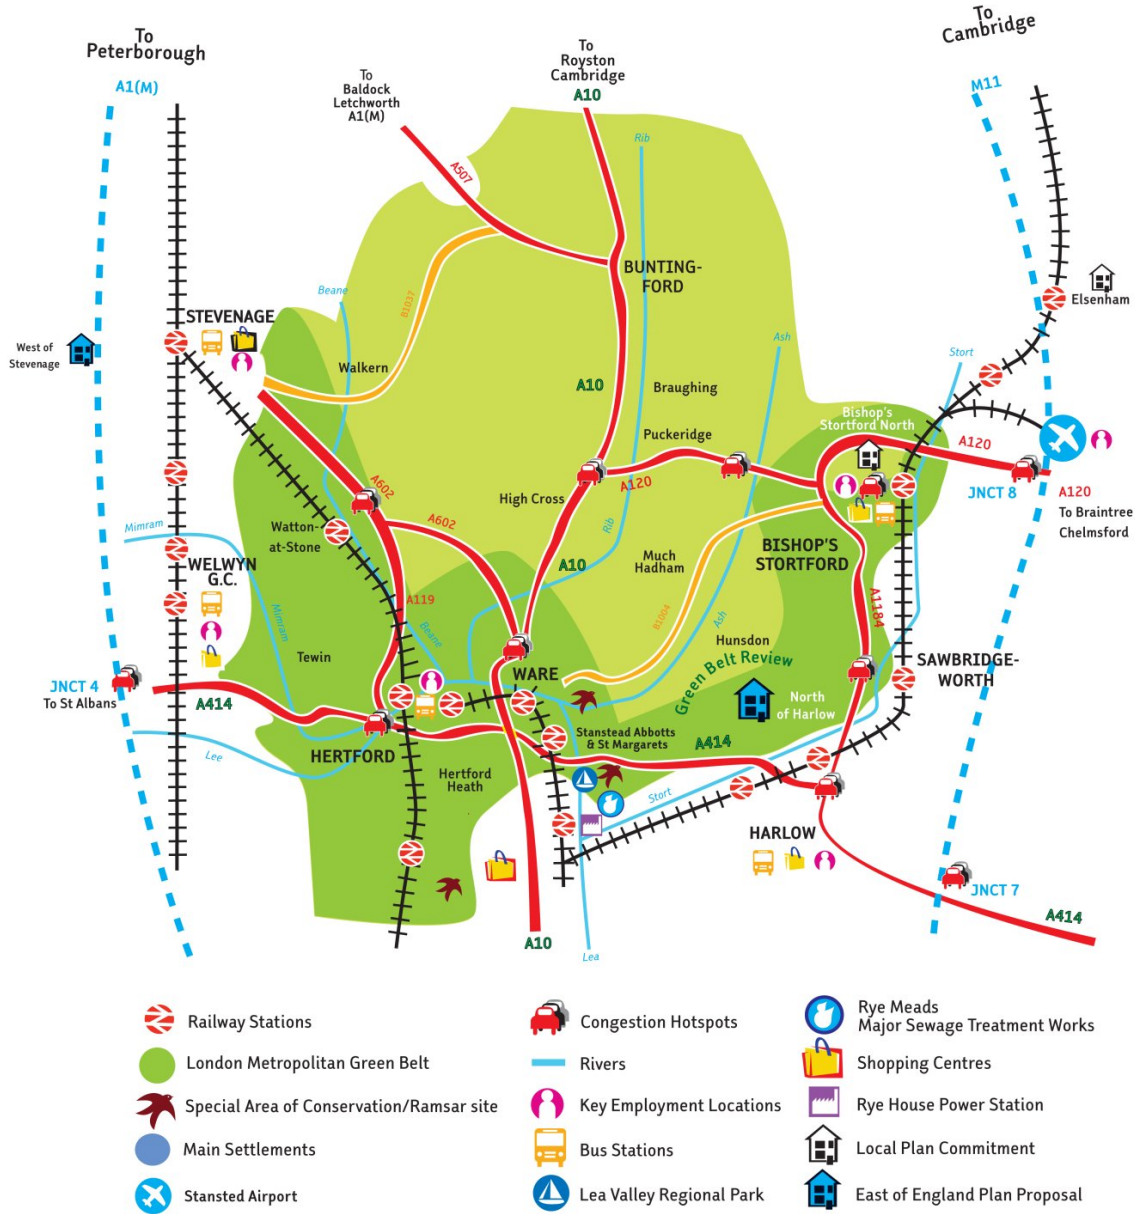 To
Peterborough
A1(M)
To
Baldock
Letchworth
A1(M)
To
Royston
Cambridge
A10
To
Cambridge
M11
A507
Rib
BUNTING-
FORD
Elsenham
Beane
B1037
STEVENAGE
West of
Stevenage
Walkern
Ash
Stort
A10
Braughing
Bishop's
Stortford North
Puckeridge
A120
A120
JNCT 8
A120
To Braintree
Chelmsford
High Cross
A602
A602
Watton-
at-Stone
Mimram
Rib
BISHOP'S
STORTFORD
Much
Hadham
A10
WELWYN
G.C.
A119
Mimram
Beane
B1004
Ash
A1184
Hunsdon
Green Belt Review
Tewin
WARE
SAWBRIDGE-
WORTH
JNCT 4
To St Albans
A414
North
of Harlow
Stanstead Abbotts
& St Margarets
A414
Lee
HERTFORD
Hertford
Heath
Stort
HARLOW
JNCT 7
A414
A10
Lea
Railway Stations
London Metropolitan Green Belt
Special Area of Conservation/Ramsar site
Main Settlements
Stansted Airport
Congestion Hotspots
Rivers
Key Employment Locations
Bus Stations
Lea Valley Regional Park
Rye Meads
Major Sewage Treatment Works
Shopping Centres
Rye House Power Station
Local Plan Commitment
East of England Plan Proposal